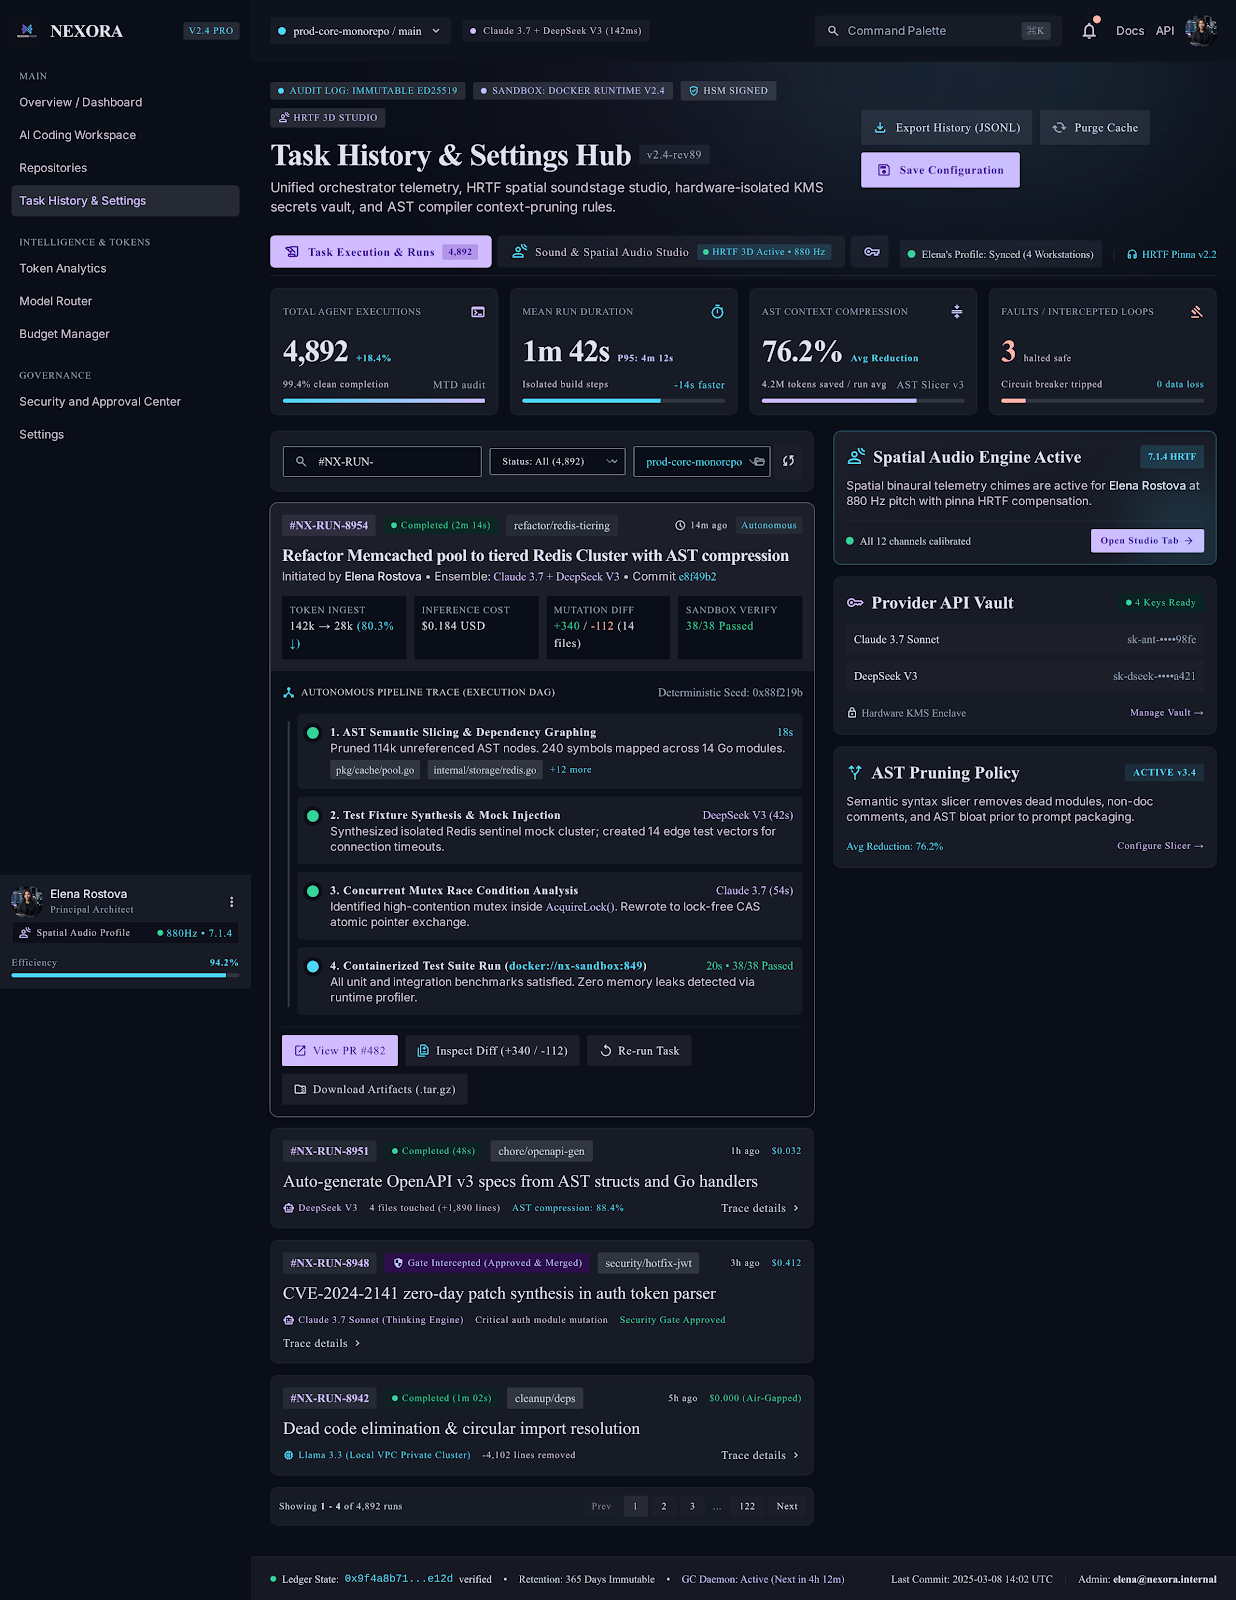 NEXORA
V2.4 PRO
MAIN
Overview / Dashboard
AI Coding Workspace
Repositories
Task History & Settings
INTELLIGENCE & TOKENS
Token Analytics
Model Router
Budget Manager
GOVERNANCE
Security and Approval Center
Settings
Elena Rostova
Principal Architect
Spatial Audio Profile
880Hz • 7.1.4
Efficiency
94.2%
prod-core-monorepo / main
Claude 3.7 + DeepSeek V3 (142ms)
Command Palette
⌘K
Docs
API
AUDIT LOG: IMMUTABLE ED25519
SANDBOX: DOCKER RUNTIME V2.4
HSM SIGNED
HRTF 3D STUDIO
Task History & Settings Hub
v2.4-rev89
Unified orchestrator telemetry, HRTF spatial soundstage studio, hardware-isolated KMS
secrets vault, and AST compiler context-pruning rules.
Export History (JSONL)
Purge Cache
Save Configuration
Task Execution & Runs
4,892
Sound & Spatial Audio Studio
HRTF 3D Active • 880 Hz
Elena's Profile: Synced (4 Workstations)
HRTF Pinna v2.2
TOTAL AGENT EXECUTIONS
4,892 +18.4%
99.4% clean completion
MTD audit
MEAN RUN DURATION
1m 42s P95: 4m 12s
Isolated build steps
-14s faster
AST CONTEXT COMPRESSION
76.2% Avg Reduction
4.2M tokens saved / run avg
AST Slicer v3
FAULTS / INTERCEPTED LOOPS
3 halted safe
Circuit breaker tripped
0 data loss
#NX-RUN-
Status: All (4,892)
prod-core-monorepo
#NX-RUN-8954
Completed (2m 14s)
refactor/redis-tiering
14m ago
Autonomous
Refactor Memcached pool to tiered Redis Cluster with AST compression
Initiated by Elena Rostova • Ensemble: Claude 3.7 + DeepSeek V3 • Commit e8f49b2
TOKEN INGEST
142k → 28k (80.3%
↓)
INFERENCE COST
$0.184 USD
MUTATION DIFF
+340 / -112 (14
files)
SANDBOX VERIFY
38/38 Passed
AUTONOMOUS PIPELINE TRACE (EXECUTION DAG)
Deterministic Seed: 0x88f219b
1. AST Semantic Slicing & Dependency Graphing
18s
Pruned 114k unreferenced AST nodes. 240 symbols mapped across 14 Go modules.
pkg/cache/pool.go
internal/storage/redis.go
+12 more
2. Test Fixture Synthesis & Mock Injection
DeepSeek V3 (42s)
Synthesized isolated Redis sentinel mock cluster; created 14 edge test vectors for
connection timeouts.
3. Concurrent Mutex Race Condition Analysis
Claude 3.7 (54s)
Identified high-contention mutex inside AcquireLock(). Rewrote to lock-free CAS
atomic pointer exchange.
4. Containerized Test Suite Run (docker://nx-sandbox:849)
20s • 38/38 Passed
All unit and integration benchmarks satisfied. Zero memory leaks detected via
runtime profiler.
View PR #482
Inspect Diff (+340 / -112)
Re-run Task
Download Artifacts (.tar.gz)
#NX-RUN-8951
Completed (48s)
chore/openapi-gen
1h ago
$0.032
Auto-generate OpenAPI v3 specs from AST structs and Go handlers
DeepSeek V3
4 files touched (+1,890 lines)
AST compression: 88.4%
Trace details
#NX-RUN-8948
Gate Intercepted (Approved & Merged)
security/hotfix-jwt
3h ago
$0.412
CVE-2024-2141 zero-day patch synthesis in auth token parser
Claude 3.7 Sonnet (Thinking Engine)
Critical auth module mutation
Security Gate Approved
Trace details
#NX-RUN-8942
Completed (1m 02s)
cleanup/deps
5h ago
$0.000 (Air-Gapped)
Dead code elimination & circular import resolution
Llama 3.3 (Local VPC Private Cluster)
-4,102 lines removed
Trace details
Showing 1 - 4 of 4,892 runs
Prev 1 2 3 ... 122 Next
Spatial Audio Engine Active
7.1.4 HRTF
Spatial binaural telemetry chimes are active for Elena Rostova at
880 Hz pitch with pinna HRTF compensation.
All 12 channels calibrated
Open Studio Tab →
Provider API Vault
4 Keys Ready
Claude 3.7 Sonnet
sk-ant-••••98fe
DeepSeek V3
sk-dseek-••••a421
Hardware KMS Enclave
Manage Vault →
AST Pruning Policy
ACTIVE v3.4
Semantic syntax slicer removes dead modules, non-doc
comments, and AST bloat prior to prompt packaging.
Avg Reduction: 76.2%
Configure Slicer →
Ledger State: 0x9f4a8b71...e12d verified • Retention: 365 Days Immutable • GC Daemon: Active (Next in 4h 12m)
Last Commit: 2025-03-08 14:02 UTC
Admin: elena@nexora.internal